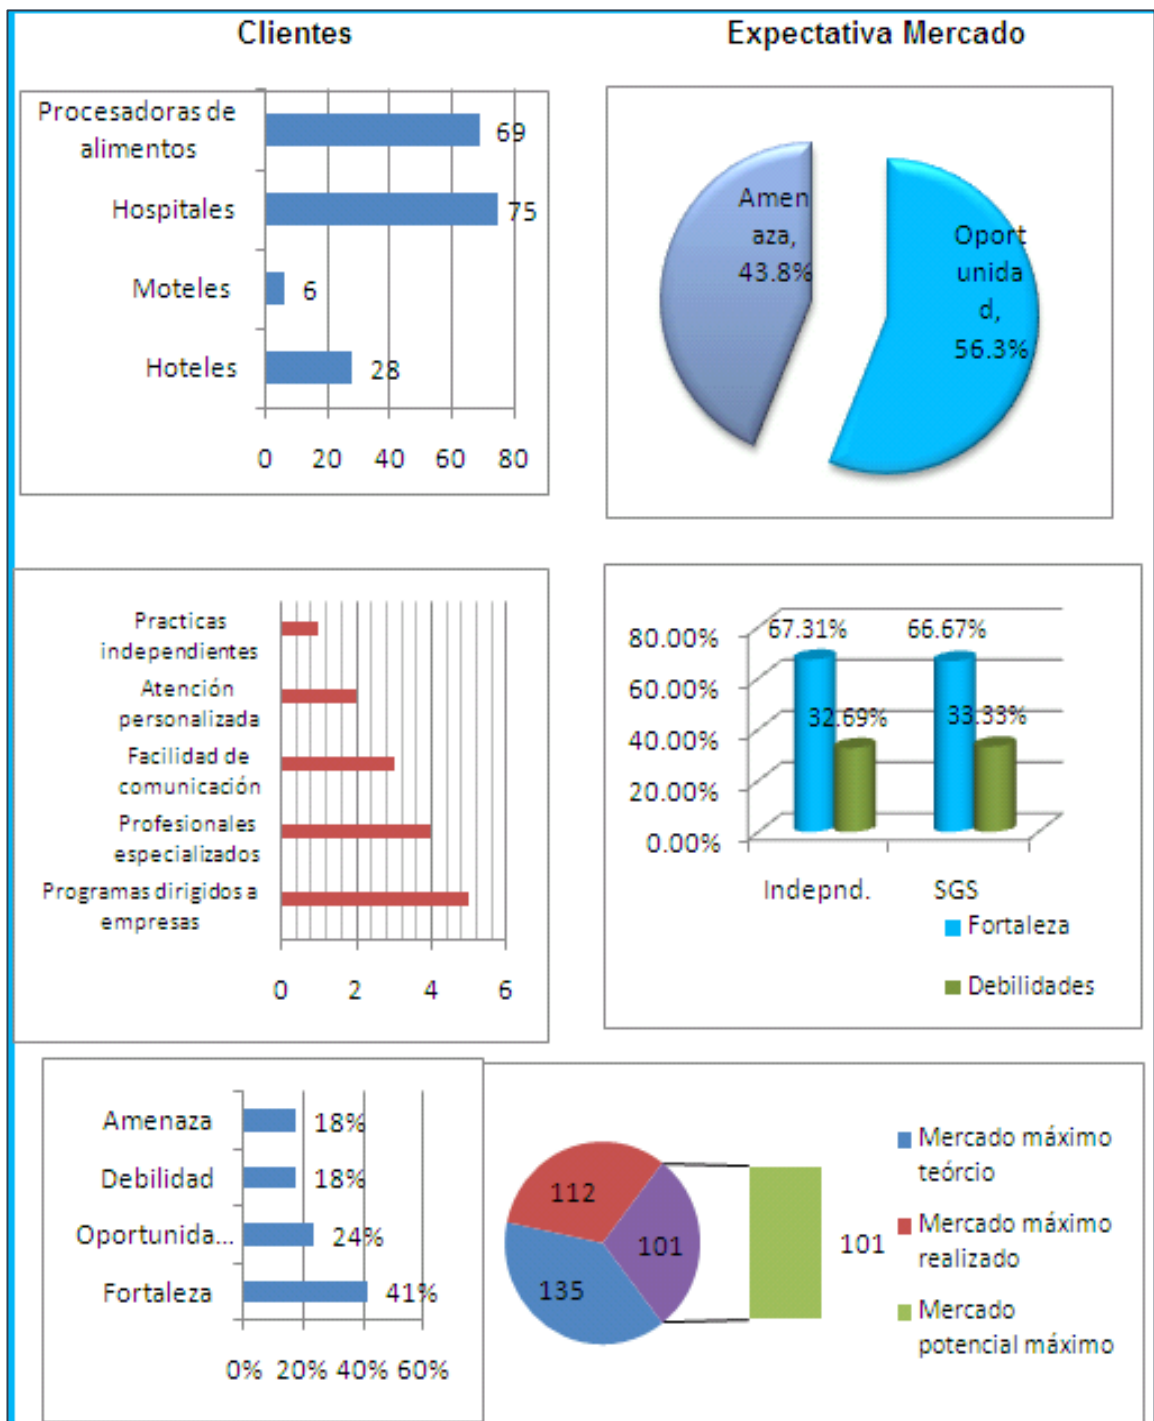 Clientes
Expectativa Mercado
Procesadoras de
alimentos
69
Hospitales
75
Moteles
6
Hoteles
28
0 20 40 60 80
Amen
aza,
43.8%
Oport
unida
d,
56.3%
Practicas
independientes
Atención
personalizada
Facilidad de
comunicación
Profesionales
especializados
Programas dirigidos a
empresas
0 2 4 6
80.00%
60.00%
40.00%
20.00%
0.00%
67.31%
66.67%
32.69%
33.33%
Indepnd. SGS
Fortaleza
Debilidades
Amenaza
18%
Debilidad
18%
Oportunida...
24%
Fortaleza
41%
0% 20% 40% 60%
112
101
135
101
Mercado máximo
teórcio
Mercado máximo
realizado
Mercado
potencial máximo